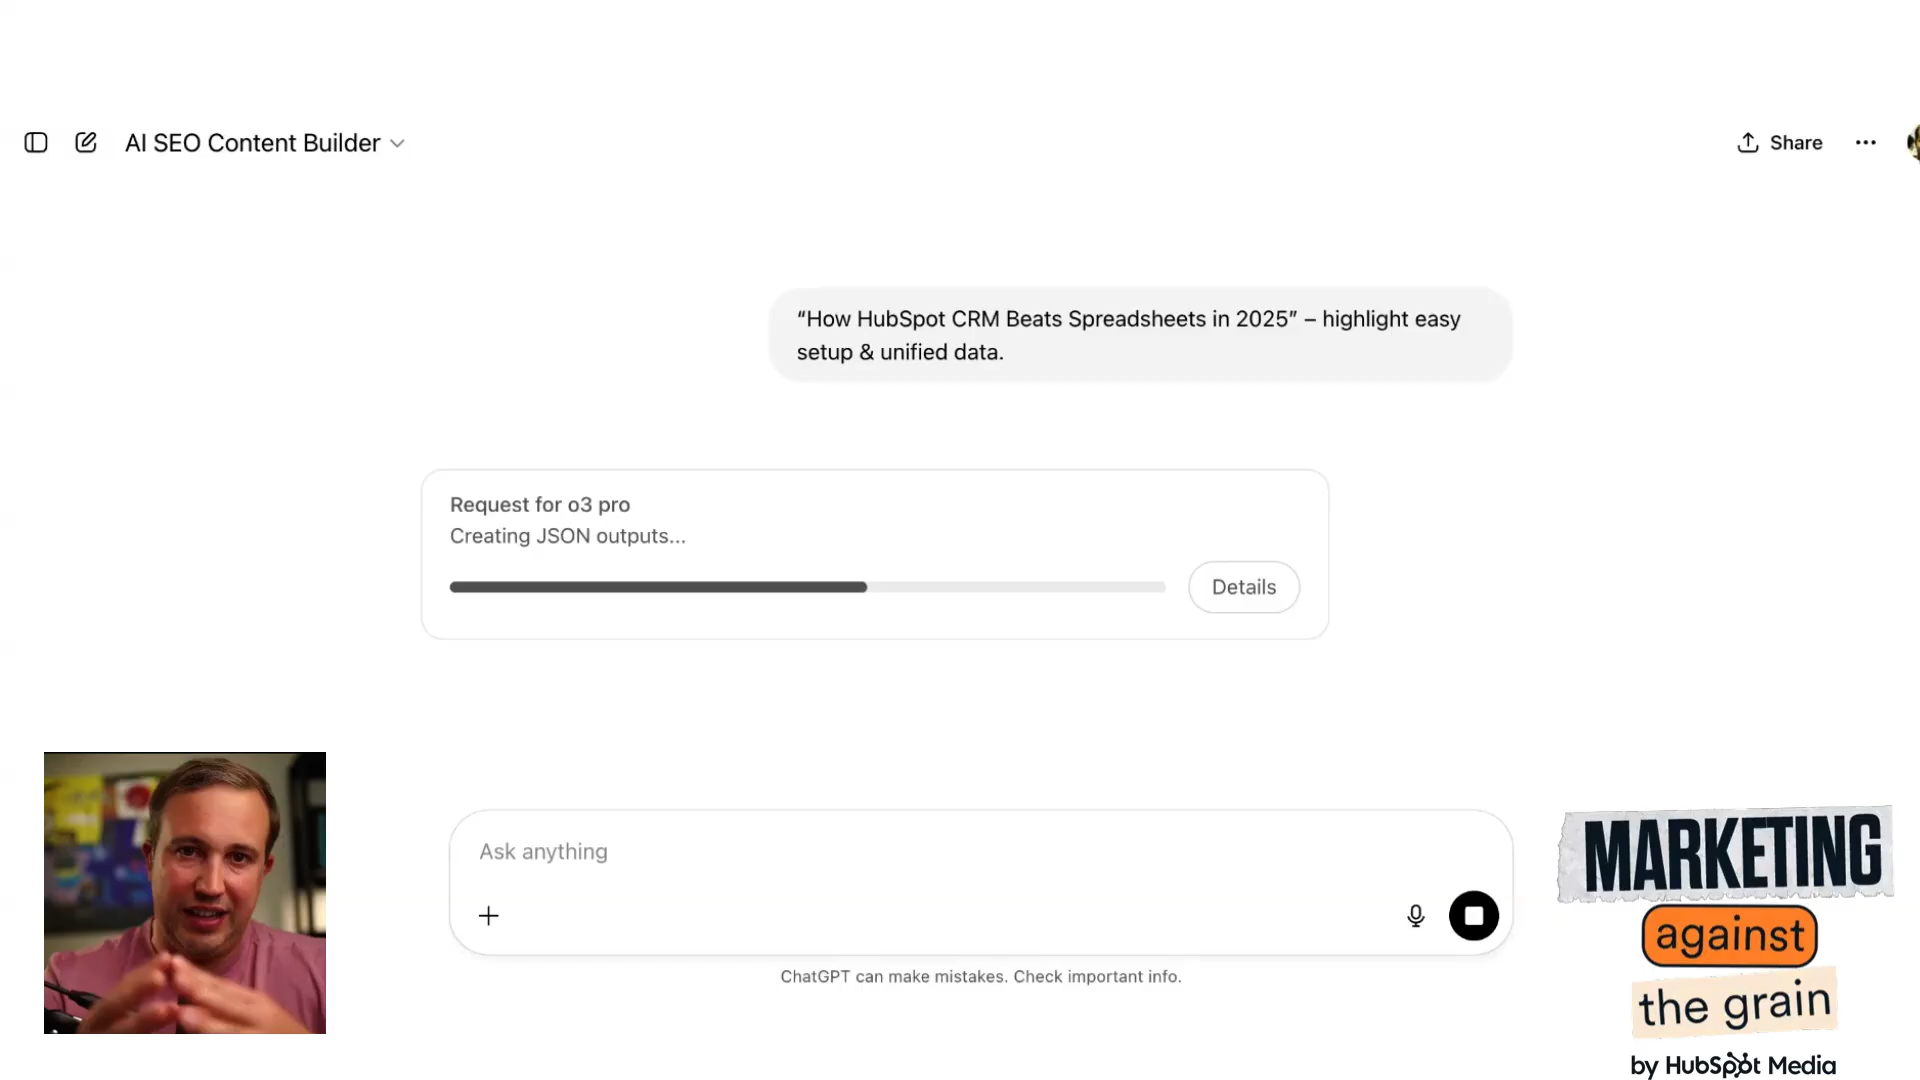 AI SEO Content Builder
Share
“How HubSpot CRM Beats Spreadsheets in 2025” – highlight easy
setup & unified data.
Request for o3 pro
Creating JSON outputs...
Details
Ask anything
ChatGPT can make mistakes. Check important info.
MARKETING
against
the grain
by HubSpot Media